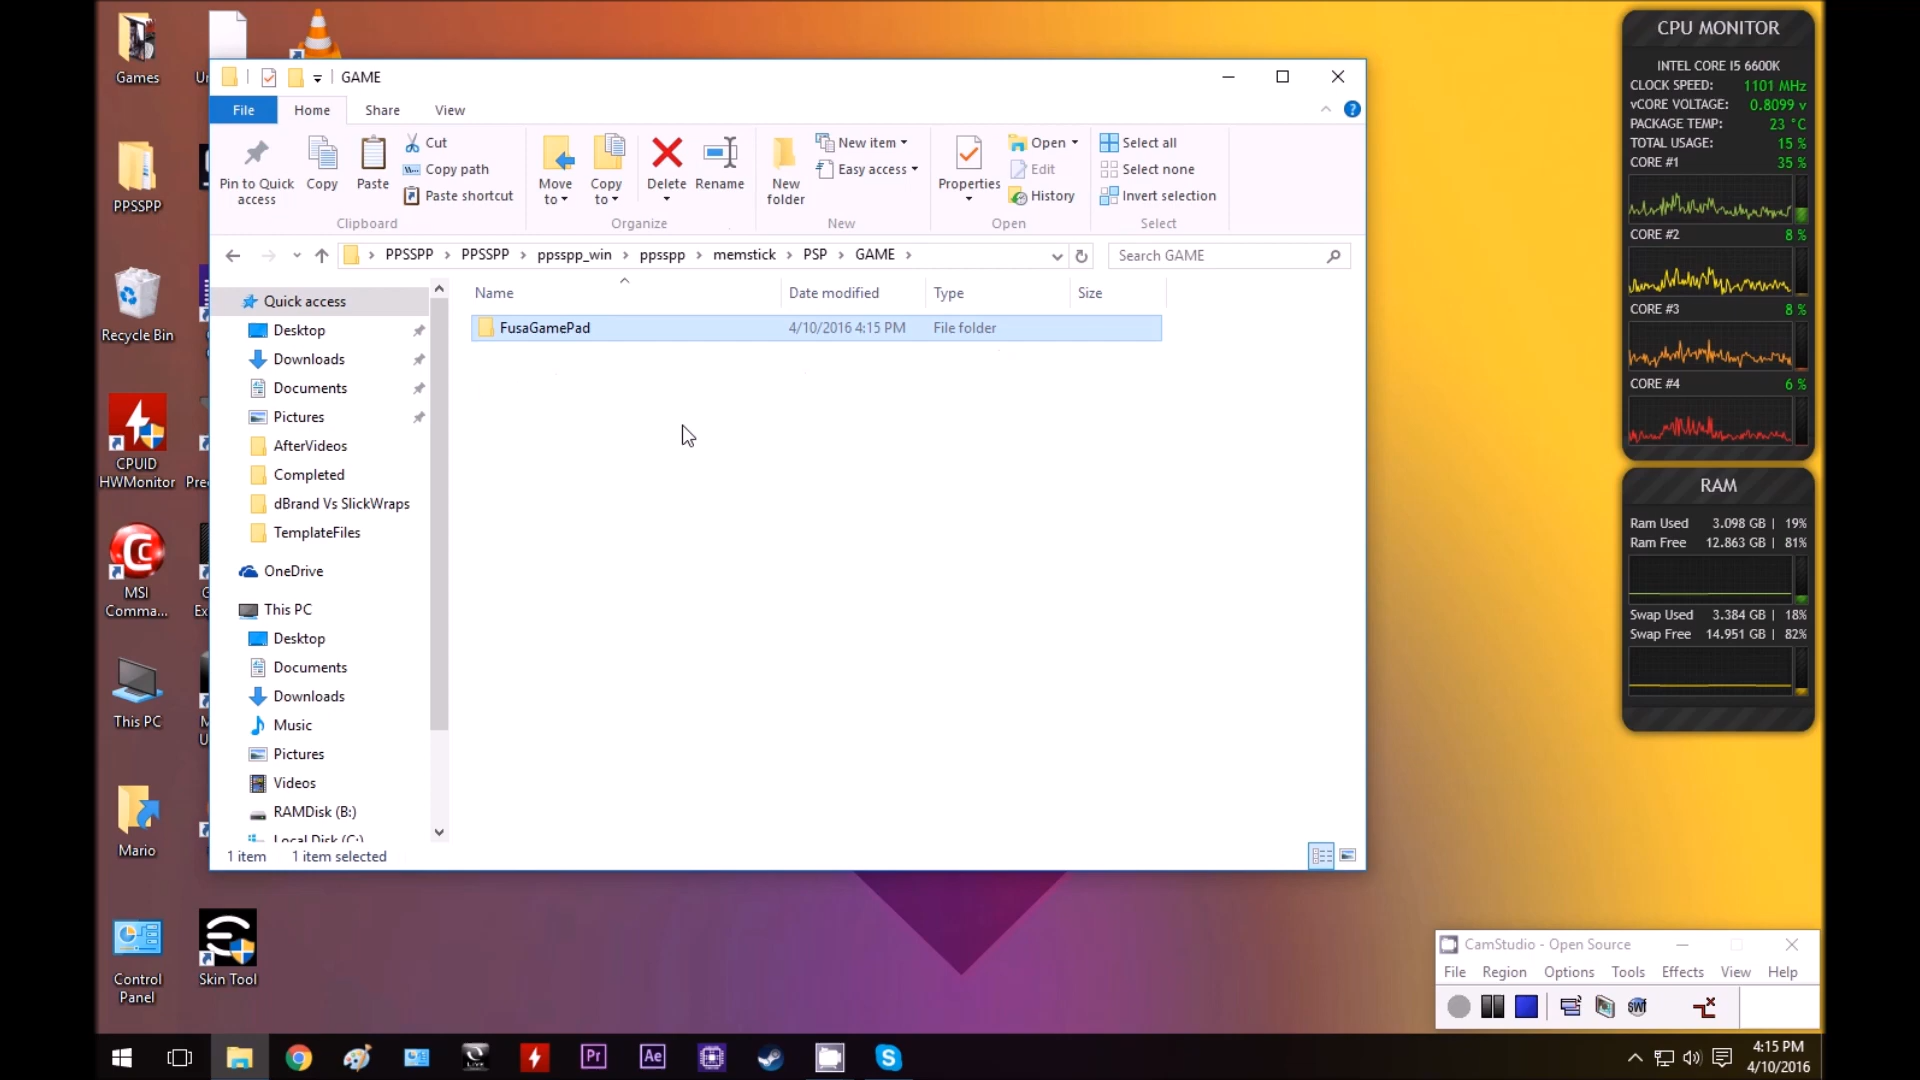 Games
PPSSPP
Recycle Bin
CPUID
HWMonitor
MSI
Comma...
This PC
Mario
Control
Panel
Skin Tool
GAME
File
Home
Share
View
Pin to Quick
access
Copy
Paste
Cut
Copy path
Paste shortcut
Clipboard
Move
to
Copy
to
Delete
Rename
Organize
New
folder
New item
Easy access
New
Properties
Open
Edit
History
Open
Select all
Select none
Invert selection
Select
PPSSPP
PPSSPP
ppsspp_win
ppsspp
memstick
PSP
GAME
Search GAME
Name
Date modified
Type
Size
FusaGamePad
4/10/2016 4:15 PM
File folder
Quick access
Desktop
Downloads
Documents
Pictures
AfterVideos
Completed
dBrand Vs SlickWraps
TemplateFiles
OneDrive
This PC
Desktop
Documents
Downloads
Music
Pictures
Videos
RAMDisk (B:)
Local Disk (C:)
1 item
1 item selected
CPU MONITOR
INTEL CORE I5 6600K
CLOCK SPEED: 1101 MHz
vCORE VOLTAGE: 0.8099 v
PACKAGE TEMP: 23 °C
TOTAL USAGE: 15 %
CORE #1 35 %
CORE #2 8 %
CORE #3 8 %
CORE #4 6 %
RAM
Ram Used 3.098 GB | 19%
Ram Free 12.863 GB | 81%
Swap Used 3.384 GB | 18%
Swap Free 14.951 GB | 82%
CamStudio - Open Source
File Region Options Tools Effects View Help
swf
LIVE
Pr
Ae
4:15 PM
4/10/2016